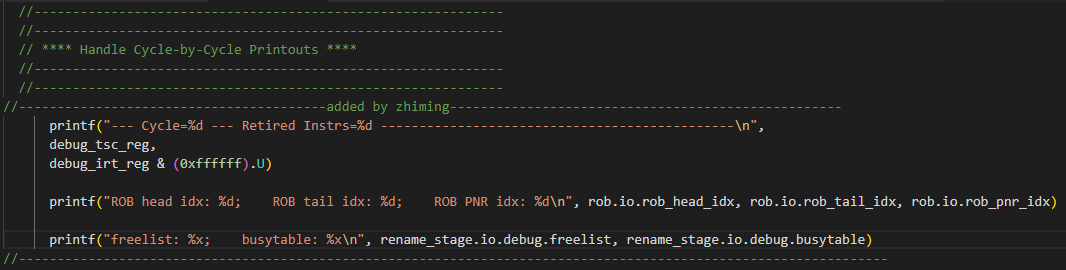 //-------------------------------------------------------------
//-------------------------------------------------------------
// **** Handle Cycle-by-Cycle Printouts ****
//-------------------------------------------------------------
//-------------------------------------------------------------
//----------------------------------------added by zhiming---------------------------------------------------
printf("--- Cycle=%d --- Retired Instrs=%d ----------------------------------------------\n",
debug_tsc_reg,
debug_irt_reg & (0xffffff).U)
printf("ROB head idx: %d;    ROB tail idx: %d;    ROB PNR idx: %d\n", rob.io.rob_head_idx, rob.io.rob_tail_idx, rob.io.rob_pnr_idx)
printf("freelist: %x;    busytable: %x\n", rename_stage.io.debug.freelist, rename_stage.io.debug.busytable)
//-----------------------------------------------------------------------------------------------------------------